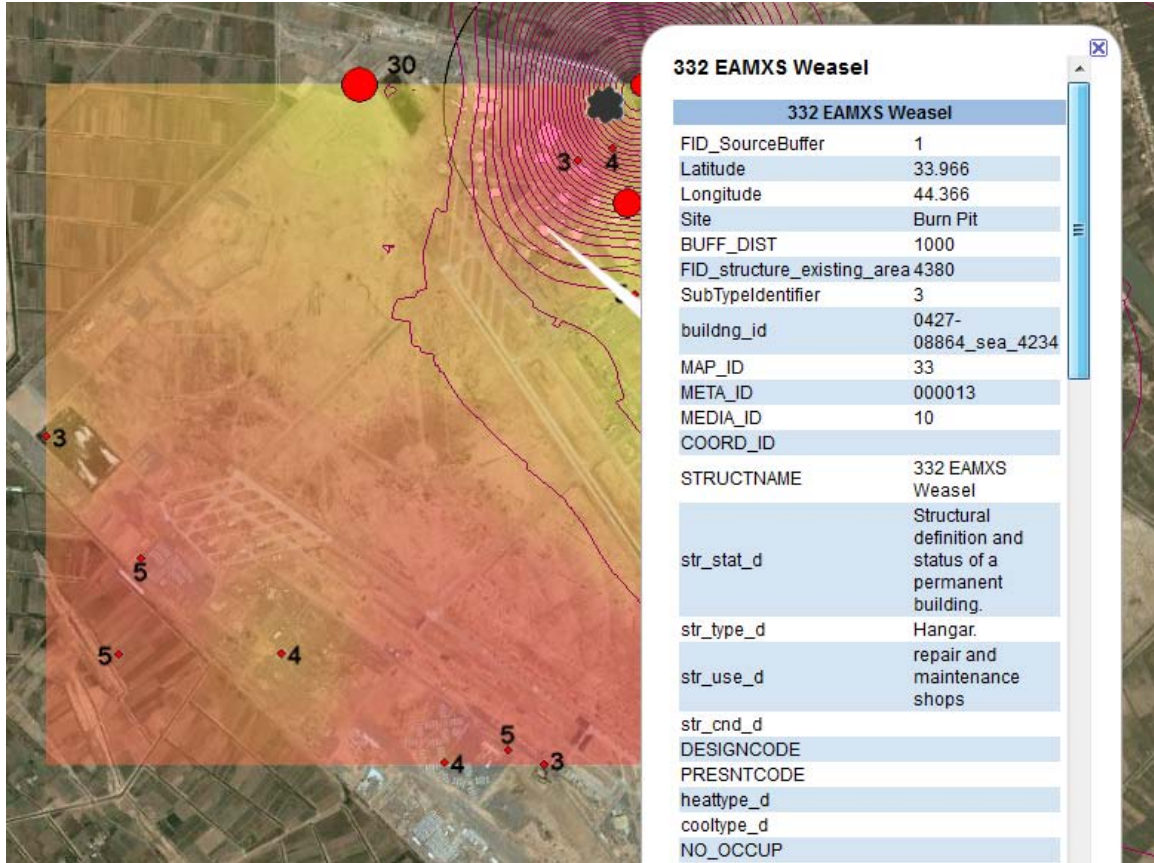 30
3
4
4
3
5
5
4
5
4
3
332 EAMXS Weasel
332 EAMXS Weasel
FID_SourceBuffer 1
Latitude 33.966
Longitude 44.366
Site Burn Pit
BUFF_DIST 1000
FID_structure_existing_area 4380
SubTypeIdentifier 3
buildng_id 0427-
08864_sea_4234
MAP_ID 33
META_ID 000013
MEDIA_ID 10
COORD_ID
STRUCTNAME 332 EAMXS
Weasel
str_stat_d Structural
definition and
status of a
permanent
building.
str_type_d Hangar.
str_use_d repair and
maintenance
shops
str_cnd_d
DESIGNCODE
PRESNTCODE
heattype_d
cooltype_d
NO_OCCUP